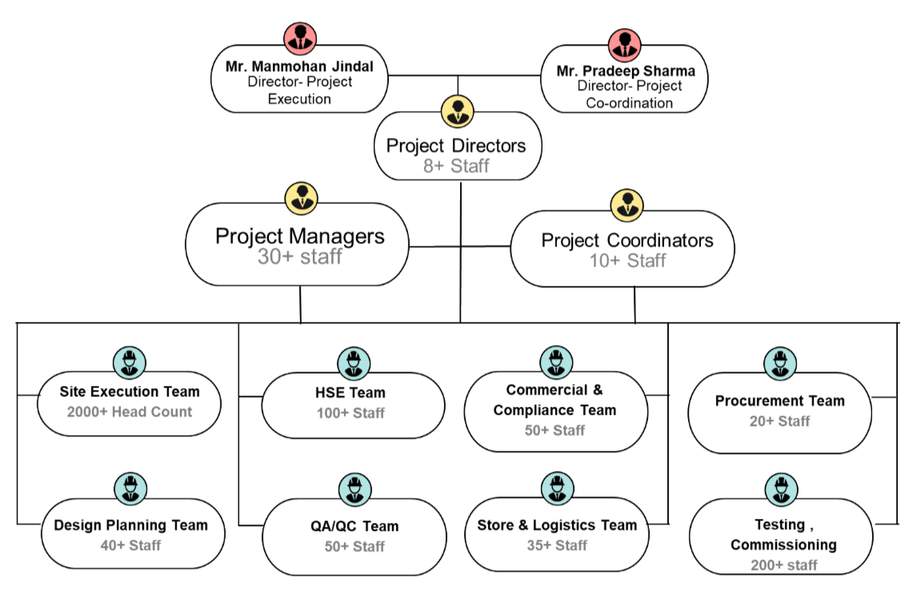 Mr. Manmohan Jindal
Director- Project
Execution
Mr. Pradeep Sharma
Director- Project
Co-ordination
Project Directors
8+ Staff
Project Managers
30+ staff
Project Coordinators
10+ Staff
Site Execution Team
2000+ Head Count
HSE Team
100+ Staff
Commercial &
Compliance Team
50+ Staff
Procurement Team
20+ Staff
Design Planning Team
40+ Staff
QA/QC Team
50+ Staff
Store & Logistics Team
35+ Staff
Testing ,
Commissioning
200+ staff